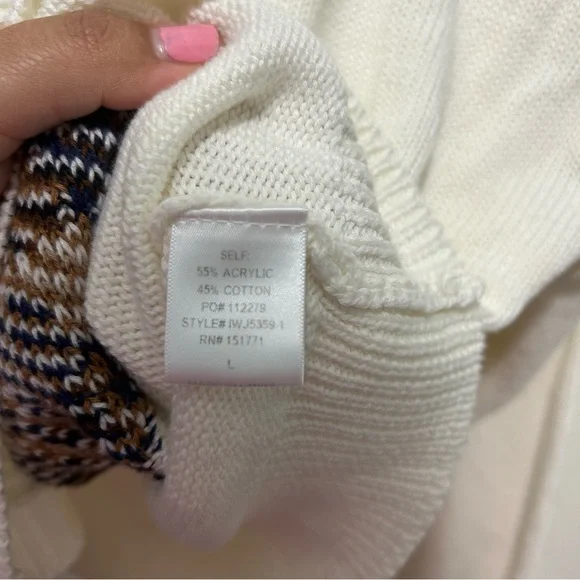 SELF:
55% ACRYLIC
45% COTTON
PO# 112279
STYLE# IWJ5359-1
RN# 151771
L